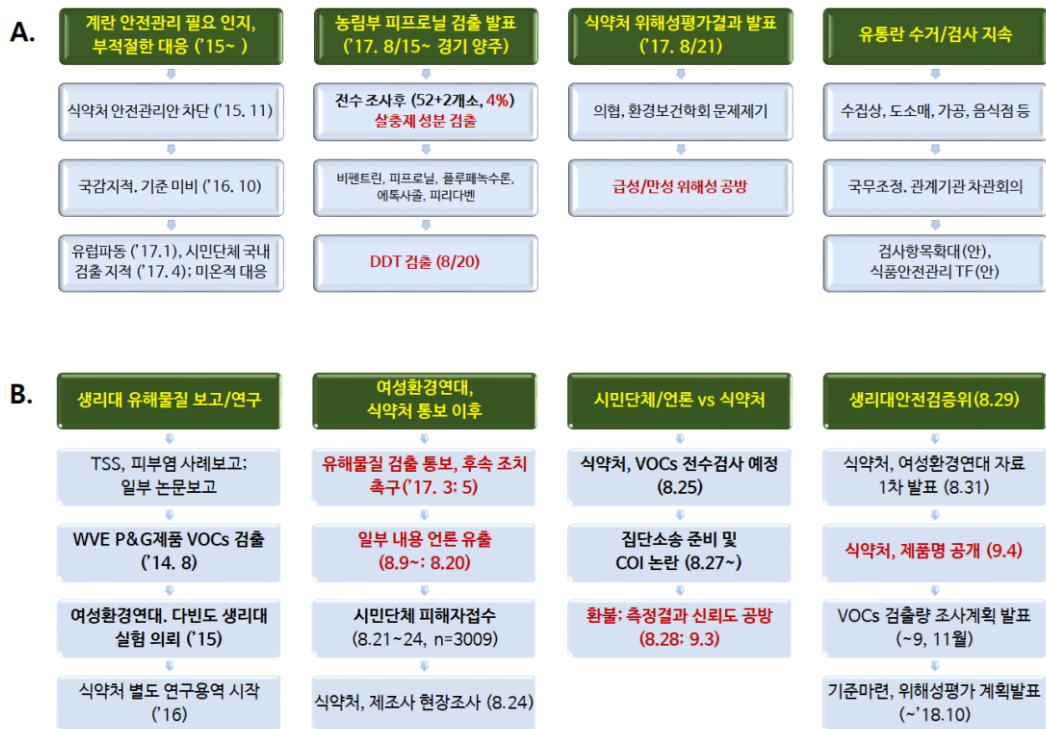 A.
계란 안전관리 필요 인지,
부적절한 대응 ('15~ )
식약처 안전관리안 차단 ('15. 11)
국감지적. 기준 미비 ('16. 10)
유럽파동 ('17.1), 시민단체 국내
검출 지적 ('17. 4); 미온적 대응
농림부 피프로닐 검출 발표
('17. 8/15~ 경기 양주)
전수 조사후 (52+2개소, 4%)
살충제 성분 검출
비펜트린, 피프로닐, 플루페녹수론,
에톡사졸, 피리다벤
DDT 검출 (8/20)
식약처 위해성평가결과 발표
('17. 8/21)
의협, 환경보건학회 문제제기
급성/만성 위해성 공방
유통란 수거/검사 지속
수집상, 도소매, 가공, 음식점 등
국무조정. 관계기관 차관회의
검사항목확대(안),
식품안전관리 TF(안)
B.
생리대 유해물질 보고/연구
TSS, 피부염 사례보고;
일부 논문보고
WVE P&G제품 VOCs 검출
('14. 8)
여성환경연대. 다빈도 생리대
실험 의뢰 ('15)
식약처 별도 연구용역 시작
('16)
여성환경연대,
식약처 통보 이후
유해물질 검출 통보, 후속 조치
촉구('17. 3; 5)
일부 내용 언론 유출
(8.9~; 8.20)
시민단체 피해자접수
(8.21~24, n=3009)
식약처, 제조사 현장조사 (8.24)
시민단체/언론 vs 식약처
식약처, VOCs 전수검사 예정
(8.25)
집단소송 준비 및
COI 논란 (8.27~)
환불; 측정결과 신뢰도 공방
(8.28; 9.3)
생리대안전검증위(8.29)
식약처, 여성환경연대 자료
1차 발표 (8.31)
식약처, 제품명 공개 (9.4)
VOCs 검출량 조사계획 발표
(~9, 11월)
기준마련, 위해성평가 계획발표
(~'18.10)